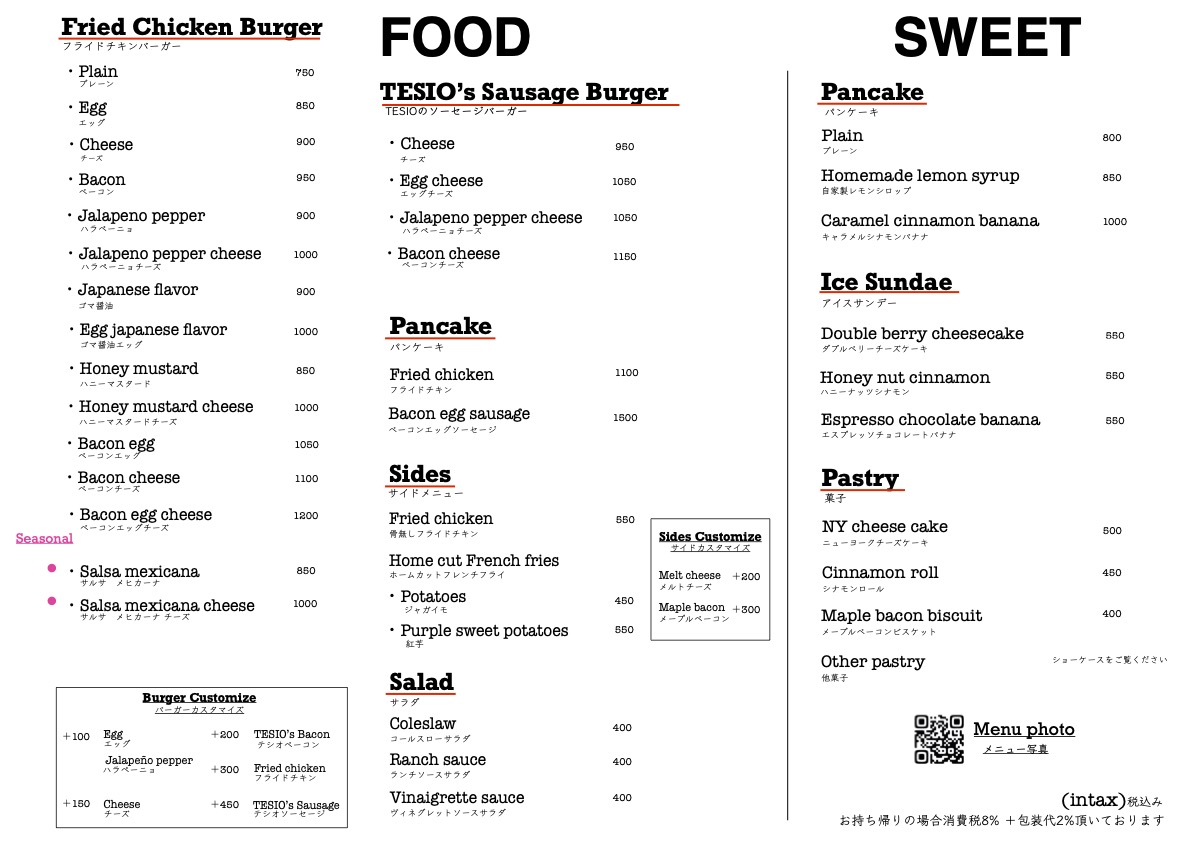 Fried Chicken Burger
フライドチキンバーガー
・Plain 750
プレーン
・Egg 850
エッグ
・Cheese 900
チーズ
・Bacon 950
ベーコン
・Jalapeno pepper 900
ハラペーニョ
・Jalapeno pepper cheese 1000
ハラペーニョチーズ
・Japanese flavor 900
ゴマ醤油
・Egg japanese flavor 1000
ゴマ醤油エッグ
・Honey mustard 850
ハニーマスタード
・Honey mustard cheese 1000
ハニーマスタードチーズ
・Bacon egg 1050
ベーコンエッグ
・Bacon cheese 1100
ベーコンチーズ
・Bacon egg cheese 1200
ベーコンエッグチーズ
Seasonal
・Salsa mexicana 850
サルサ メヒカーナ
・Salsa mexicana cheese 1000
サルサ メヒカーナ チーズ
Burger Customize
バーガーカスタマイズ
+100 Egg
エッグ
Jalapeño pepper
ハラペーニョ
+150 Cheese
チーズ
+200 TESIO's Bacon
テシオベーコン
+300 Fried chicken
フライドチキン
+450 TESIO's Sausage
テシオソーセージ
FOOD
TESIO's Sausage Burger
TESIOのソーセージバーガー
・Cheese 950
チーズ
・Egg cheese 1050
エッグチーズ
・Jalapeno pepper cheese 1050
ハラペーニョチーズ
・Bacon cheese 1150
ベーコンチーズ
Pancake
パンケーキ
Fried chicken 1100
フライドチキン
Bacon egg sausage 1500
ベーコンエッグソーセージ
Sides
サイドメニュー
Fried chicken 550
骨無しフライドチキン
Home cut French fries
ホームカットフレンチフライ
・Potatoes 450
ジャガイモ
・Purple sweet potatoes 550
紅芋
Sides Customize
サイドカスタマイズ
Melt cheese +200
メルトチーズ
Maple bacon +300
メープルベーコン
Salad
サラダ
Coleslaw 400
コールスローサラダ
Ranch sauce 400
ランチソースサラダ
Vinaigrette sauce 400
ヴィネグレットソースサラダ
SWEET
Pancake
パンケーキ
Plain 800
プレーン
Homemade lemon syrup 850
自家製レモンシロップ
Caramel cinnamon banana 1000
キャラメルシナモンバナナ
Ice Sundae
アイスサンデー
Double berry cheesecake 550
ダブルベリーチーズケーキ
Honey nut cinnamon 550
ハニーナッツシナモン
Espresso chocolate banana 550
エスプレッソチョコレートバナナ
Pastry
菓子
NY cheese cake 500
ニューヨークチーズケーキ
Cinnamon roll 450
シナモンロール
Maple bacon biscuit 400
メープルベーコンビスケット
Other pastry ショーケースをご覧ください
他菓子
Menu photo
メニュー写真
(intax)税込み
お持ち帰りの場合消費税8% +包装代2%頂いております